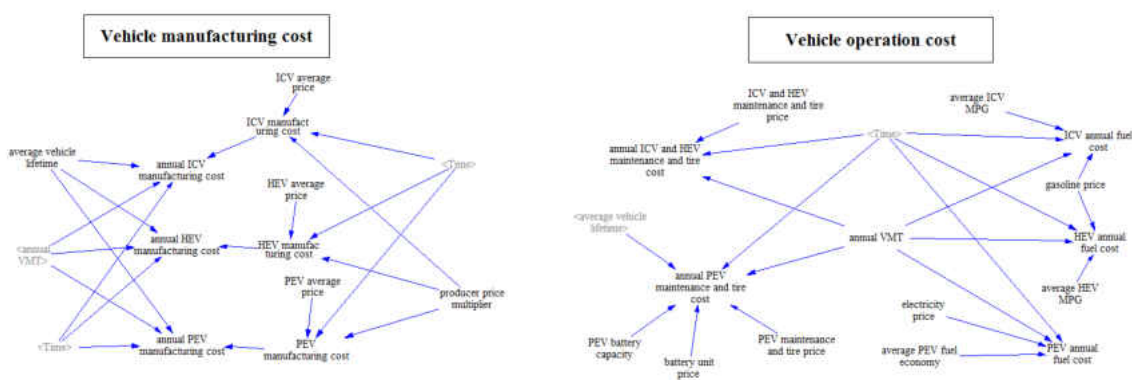 Vehicle manufacturing cost
ICV average
price
ICV manufact
uring cost
average vehicle
lifetime
annual ICV
manufacturing cost
<Time>
HEV average
price
<annual
VMT>
annual HEV
manufacturing cost
HEV manufac
turing cost
PEV average
price
producer price
multiplier
<Time>
annual PEV
manufacturing cost
PEV
manufacturing cost
Vehicle operation cost
ICV and HEV
maintenance and tire
price
average ICV
MPG
<Time>
ICV annual fuel
cost
annual ICV and HEV
maintenance and tire
cost
gasoline price
<average vehicle
lifetime>
annual VMT
HEV annual
fuel cost
annual PEV
maintenance and tire
cost
average HEV
MPG
electricity
price
PEV battery
capacity
battery unit
price
PEV maintenance
and tire price
average PEV fuel
economy
PEV annual
fuel cost